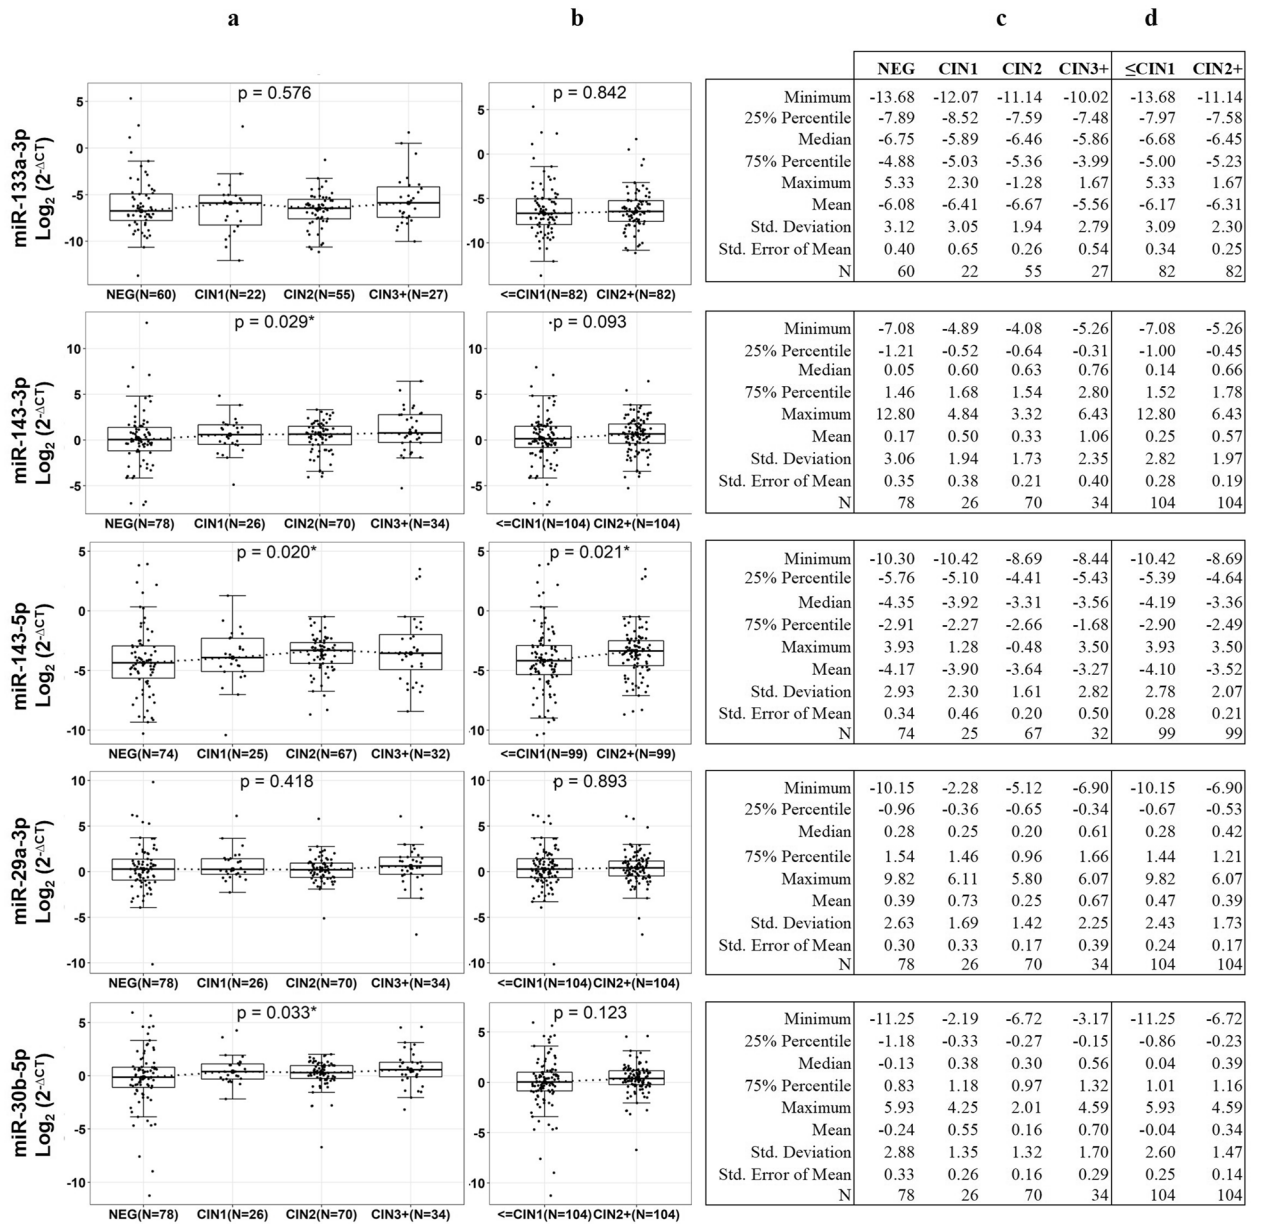 a b c d
miR-133a-3p
Log2 (2-ΔCT)
p = 0.576
5
0
-5
-10
NEG(N=60) CIN1(N=22) CIN2(N=55) CIN3+(N=27)
p = 0.842
5
0
-5
-10
<=CIN1(N=82) CIN2+(N=82)
NEG CIN1 CIN2 CIN3+ ≤CIN1 CIN2+
Minimum -13.68 -12.07 -11.14 -10.02 -13.68 -11.14
25% Percentile -7.89 -8.52 -7.59 -7.48 -7.97 -7.58
Median -6.75 -5.89 -6.46 -5.86 -6.68 -6.45
75% Percentile -4.88 -5.03 -5.36 -3.99 -5.00 -5.23
Maximum 5.33 2.30 -1.28 1.67 5.33 1.67
Mean -6.08 -6.41 -6.67 -5.56 -6.17 -6.31
Std. Deviation 3.12 3.05 1.94 2.79 3.09 2.30
Std. Error of Mean 0.40 0.65 0.26 0.54 0.34 0.25
N 60 22 55 27 82 82
miR-143-3p
Log2 (2-ΔCT)
p = 0.029*
10
5
0
-5
NEG(N=78) CIN1(N=26) CIN2(N=70) CIN3+(N=34)
p = 0.093
10
5
0
-5
<=CIN1(N=104) CIN2+(N=104)
Minimum -7.08 -4.89 -4.08 -5.26 -7.08 -5.26
25% Percentile -1.21 -0.52 -0.64 -0.31 -1.00 -0.45
Median 0.05 0.60 0.63 0.76 0.14 0.66
75% Percentile 1.46 1.68 1.54 2.80 1.52 1.78
Maximum 12.80 4.84 3.32 6.43 12.80 6.43
Mean 0.17 0.50 0.33 1.06 0.25 0.57
Std. Deviation 3.06 1.94 1.73 2.35 2.82 1.97
Std. Error of Mean 0.35 0.38 0.21 0.40 0.28 0.19
N 78 26 70 34 104 104
miR-143-5p
Log2 (2-ΔCT)
p = 0.020*
5
0
-5
-10
NEG(N=74) CIN1(N=25) CIN2(N=67) CIN3+(N=32)
p = 0.021*
5
0
-5
-10
<=CIN1(N=99) CIN2+(N=99)
Minimum -10.30 -10.42 -8.69 -8.44 -10.42 -8.69
25% Percentile -5.76 -5.10 -4.41 -5.43 -5.39 -4.64
Median -4.35 -3.92 -3.31 -3.56 -4.19 -3.36
75% Percentile -2.91 -2.27 -2.66 -1.68 -2.90 -2.49
Maximum 3.93 1.28 -0.48 3.50 3.93 3.50
Mean -4.17 -3.90 -3.64 -3.27 -4.10 -3.52
Std. Deviation 2.93 2.30 1.61 2.82 2.78 2.07
Std. Error of Mean 0.34 0.46 0.20 0.50 0.28 0.21
N 74 25 67 32 99 99
miR-29a-3p
Log2 (2-ΔCT)
p = 0.418
10
5
0
-5
-10
NEG(N=78) CIN1(N=26) CIN2(N=70) CIN3+(N=34)
p = 0.893
10
5
0
-5
-10
<=CIN1(N=104) CIN2+(N=104)
Minimum -10.15 -2.28 -5.12 -6.90 -10.15 -6.90
25% Percentile -0.96 -0.36 -0.65 -0.34 -0.67 -0.53
Median 0.28 0.25 0.20 0.61 0.28 0.42
75% Percentile 1.54 1.46 0.96 1.66 1.44 1.21
Maximum 9.82 6.11 5.80 6.07 9.82 6.07
Mean 0.39 0.73 0.25 0.67 0.47 0.39
Std. Deviation 2.63 1.69 1.42 2.25 2.43 1.73
Std. Error of Mean 0.30 0.33 0.17 0.39 0.24 0.17
N 78 26 70 34 104 104
miR-30b-5p
Log2 (2-ΔCT)
p = 0.033*
5
0
-5
-10
NEG(N=78) CIN1(N=26) CIN2(N=70) CIN3+(N=34)
p = 0.123
5
0
-5
-10
<=CIN1(N=104) CIN2+(N=104)
Minimum -11.25 -2.19 -6.72 -3.17 -11.25 -6.72
25% Percentile -1.18 -0.33 -0.27 -0.15 -0.86 -0.23
Median -0.13 0.38 0.30 0.56 0.04 0.39
75% Percentile 0.83 1.18 0.97 1.32 1.01 1.16
Maximum 5.93 4.25 2.01 4.59 5.93 4.59
Mean -0.24 0.55 0.16 0.70 -0.04 0.34
Std. Deviation 2.88 1.35 1.32 1.70 2.60 1.47
Std. Error of Mean 0.33 0.26 0.16 0.29 0.25 0.14
N 78 26 70 34 104 104